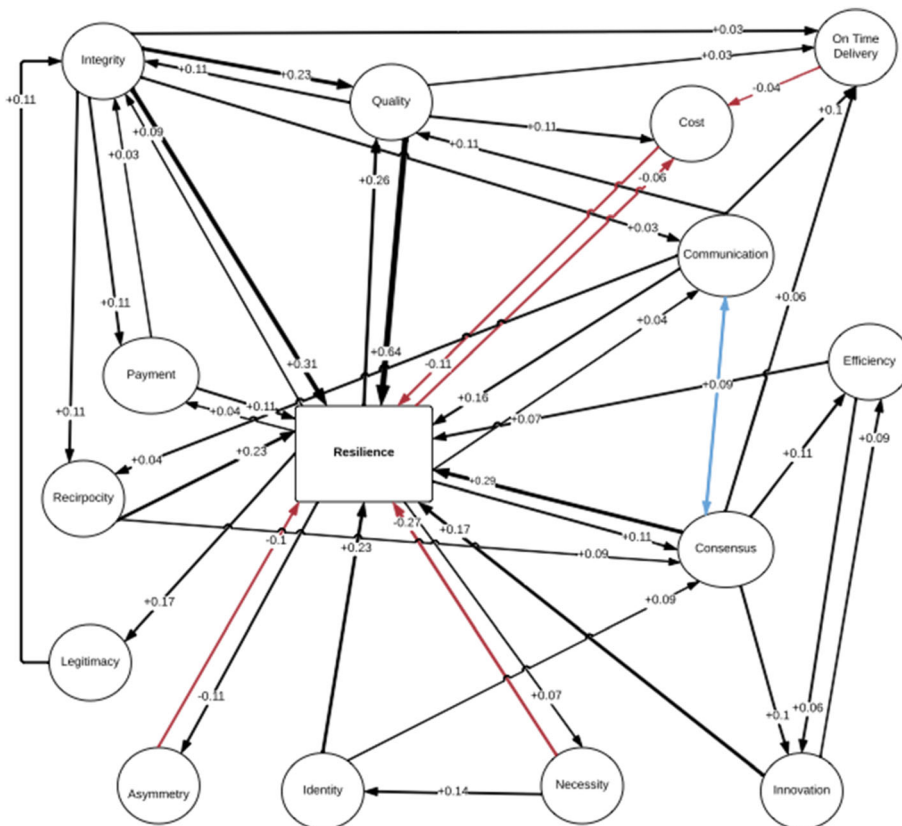 +0.03
On Time
Delivery
Integrity
+0.03
+0.11
+0.23
-0.04
Quality
+0.11
+0.1
Cost
+0.11
+0.09
+0.11
+0.03
+0.26
-0.06
+0.03
Communication
+0.06
+0.11
+0.04
+0.64
+0.31
-0.11
Efficiency
Payment
+0.09
+0.16
+0.11
+0.04
+0.11
+0.07
+0.09
Resilience
+0.23
+0.11
+0.04
+0.29
Recirpocity
-0.27
+0.17
-0.1
+0.23
+0.11
+0.09
Consensus
+0.17
+0.09
Legitimacy
-0.11
+0.07
+0.1
+0.06
Asymmetry
Identity
+0.14
Necessity
Innovation